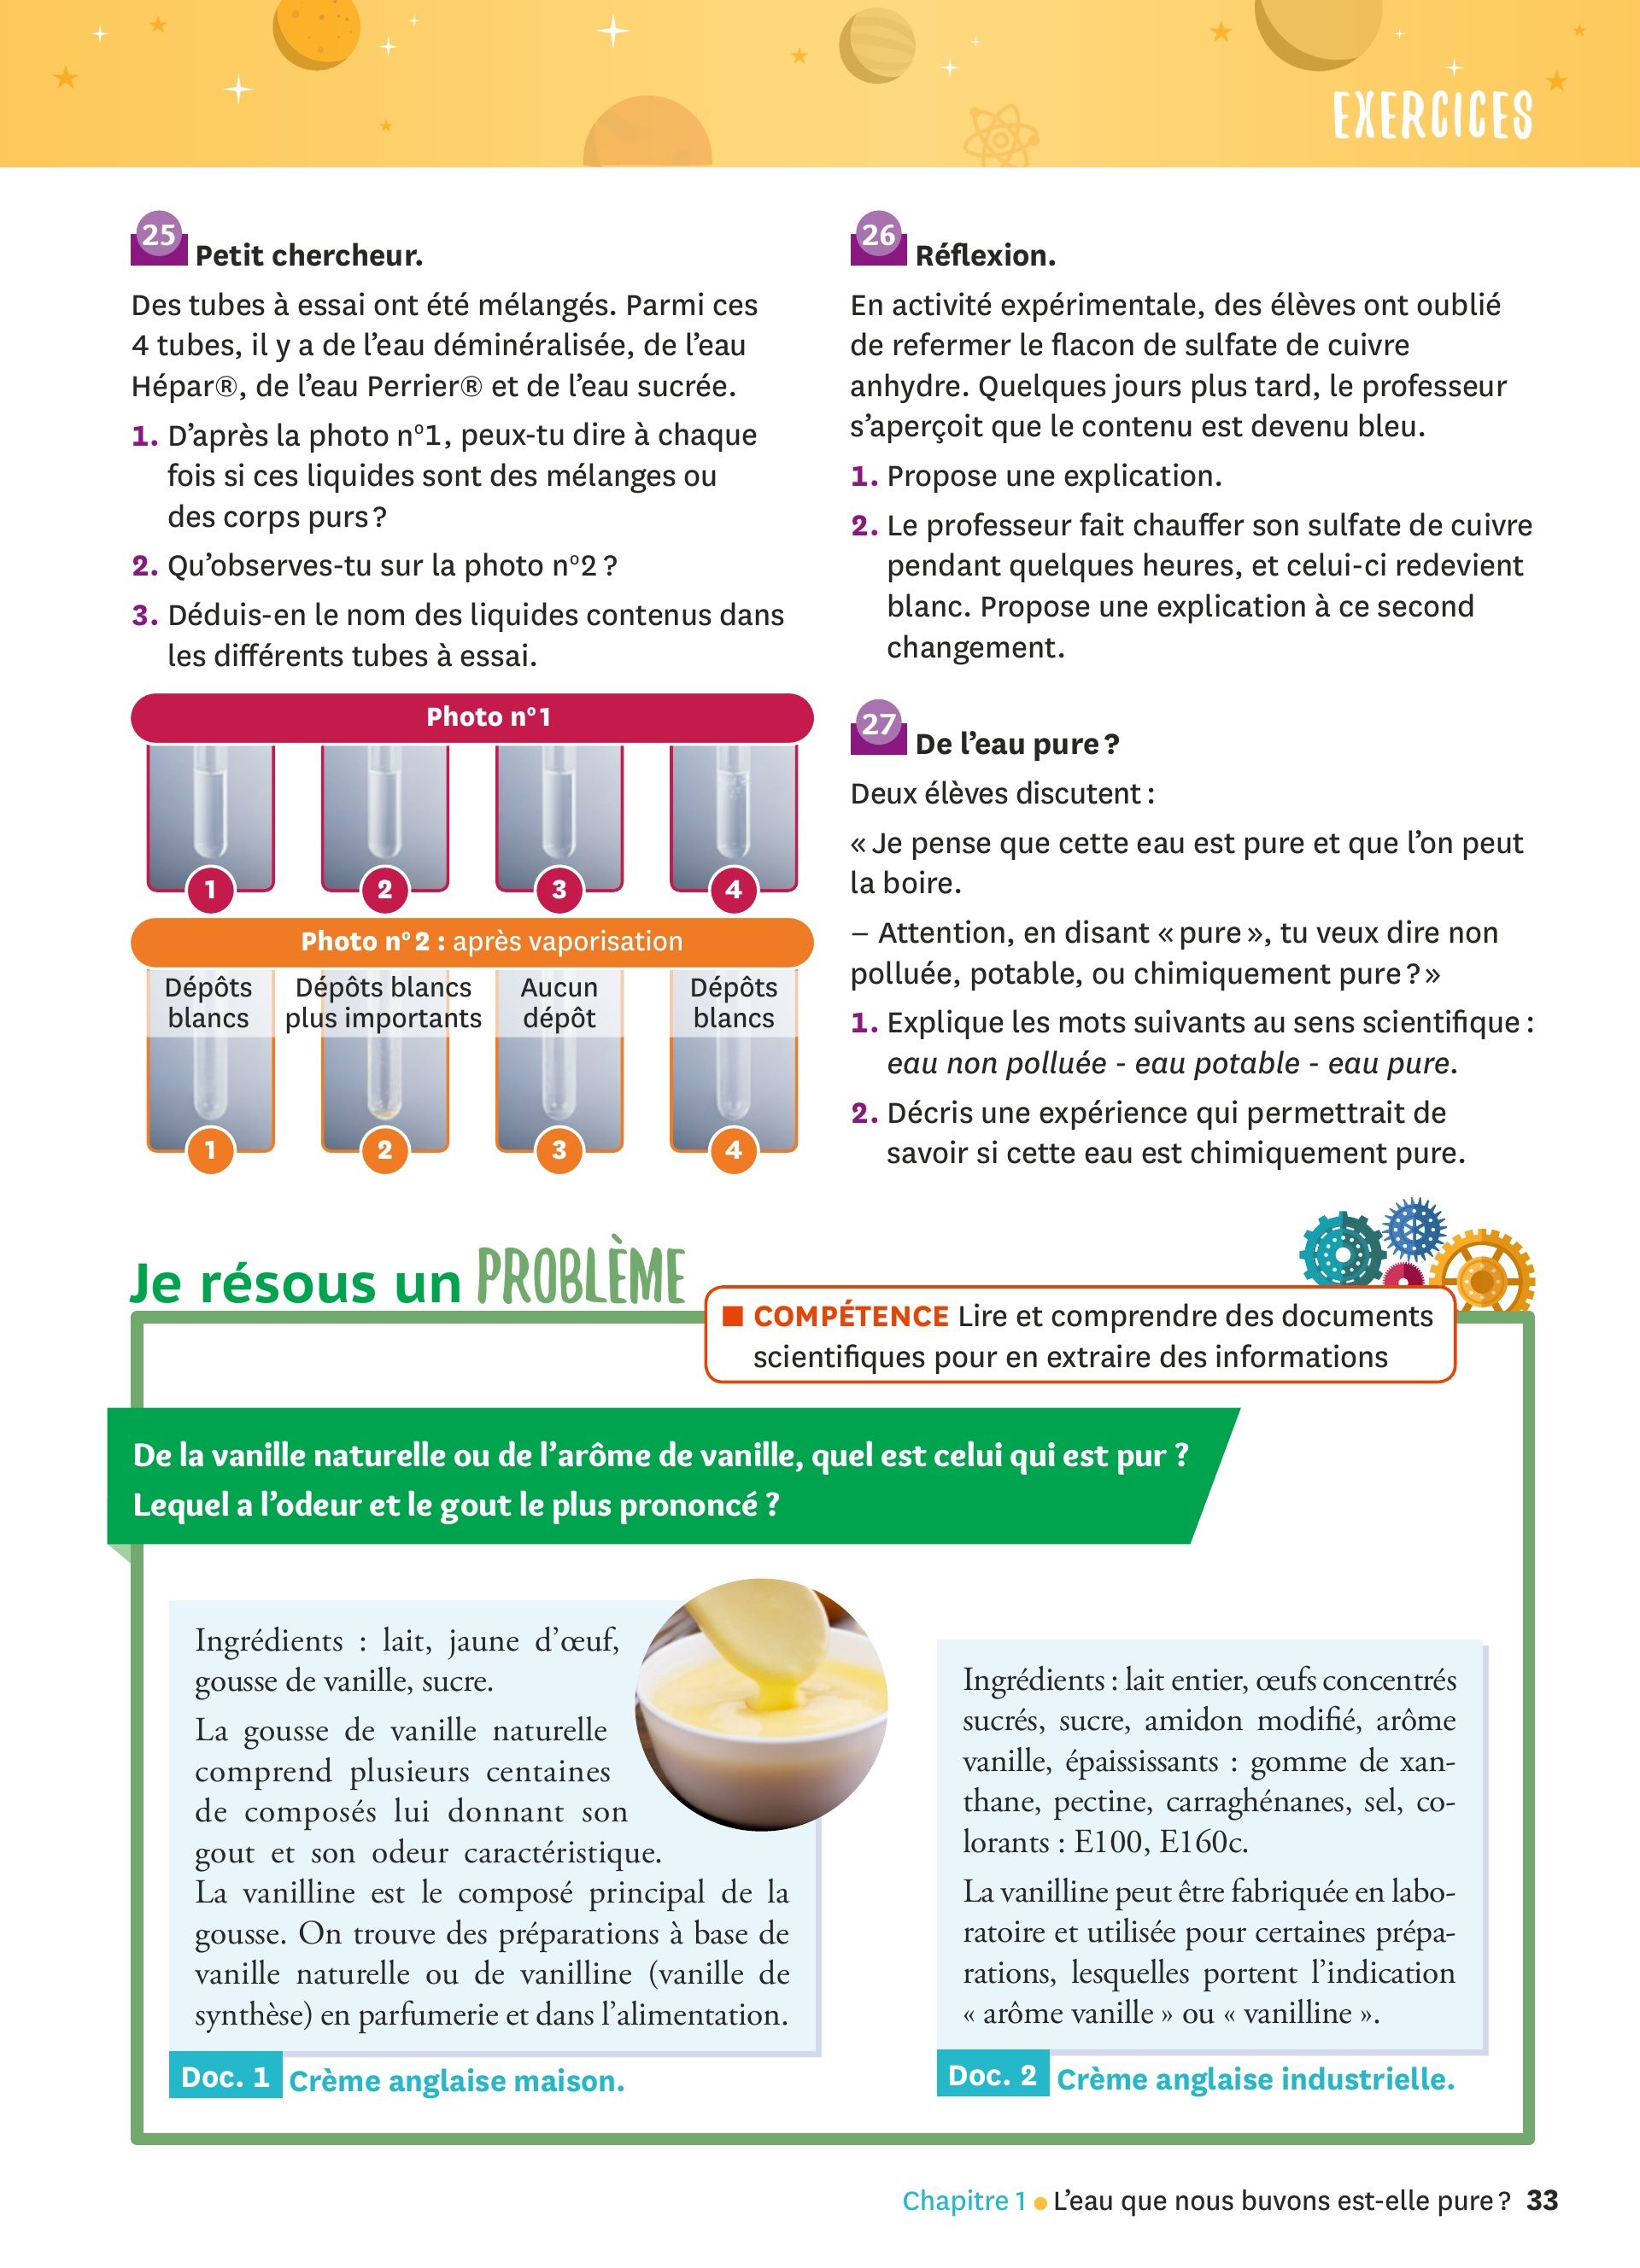 EXERCICES
25 Petit chercheur.
Des tubes à essai ont été mélangés. Parmi ces
4 tubes, il y a de l’eau déminéralisée, de l’eau
Hépar®, de l’eau Perrier® et de l’eau sucrée.
1. D’après la photo nº1, peux-tu dire à chaque
fois si ces liquides sont des mélanges ou
des corps purs ?
2. Qu’observes-tu sur la photo nº2 ?
3. Déduis-en le nom des liquides contenus dans
les différents tubes à essai.
Photo nº1
1 2 3 4
Photo nº2 : après vaporisation
Dépôts blancs
Dépôts blancs plus importants
Aucun dépôt
Dépôts blancs
1 2 3 4
26 Réflexion.
En activité expérimentale, des élèves ont oublié
de refermer le flacon de sulfate de cuivre
anhydre. Quelques jours plus tard, le professeur
s’aperçoit que le contenu est devenu bleu.
1. Propose une explication.
2. Le professeur fait chauffer son sulfate de cuivre
pendant quelques heures, et celui-ci redevient
blanc. Propose une explication à ce second
changement.
27 De l’eau pure ?
Deux élèves discutent :
« Je pense que cette eau est pure et que l’on peut
la boire.
– Attention, en disant « pure », tu veux dire non
polluée, potable, ou chimiquement pure ? »
1. Explique les mots suivants au sens scientifique :
eau non polluée - eau potable - eau pure.
2. Décris une expérience qui permettrait de
savoir si cette eau est chimiquement pure.
Je résous un PROBLÈME
COMPÉTENCE Lire et comprendre des documents
scientifiques pour en extraire des informations
De la vanille naturelle ou de l’arôme de vanille, quel est celui qui est pur ?
Lequel a l’odeur et le gout le plus prononcé ?
Ingrédients : lait, jaune d’œuf,
gousse de vanille, sucre.
La gousse de vanille naturelle
comprend plusieurs centaines
de composés lui donnant son
gout et son odeur caractéristique.
La vanilline est le composé principal de la
gousse. On trouve des préparations à base de
vanille naturelle ou de vanilline (vanille de
synthèse) en parfumerie et dans l’alimentation.
Doc. 1 Crème anglaise maison.
Ingrédients : lait entier, œufs concentrés
sucrés, sucre, amidon modifié, arôme
vanille, épaississants : gomme de xan-
thane, pectine, carraghénanes, sel, co-
lorants : E100, E160c.
La vanilline peut être fabriquée en labo-
ratoire et utilisée pour certaines prépa-
rations, lesquelles portent l’indication
« arôme vanille » ou « vanilline ».
Doc. 2 Crème anglaise industrielle.
Chapitre 1 • L’eau que nous buvons est-elle pure ? 33